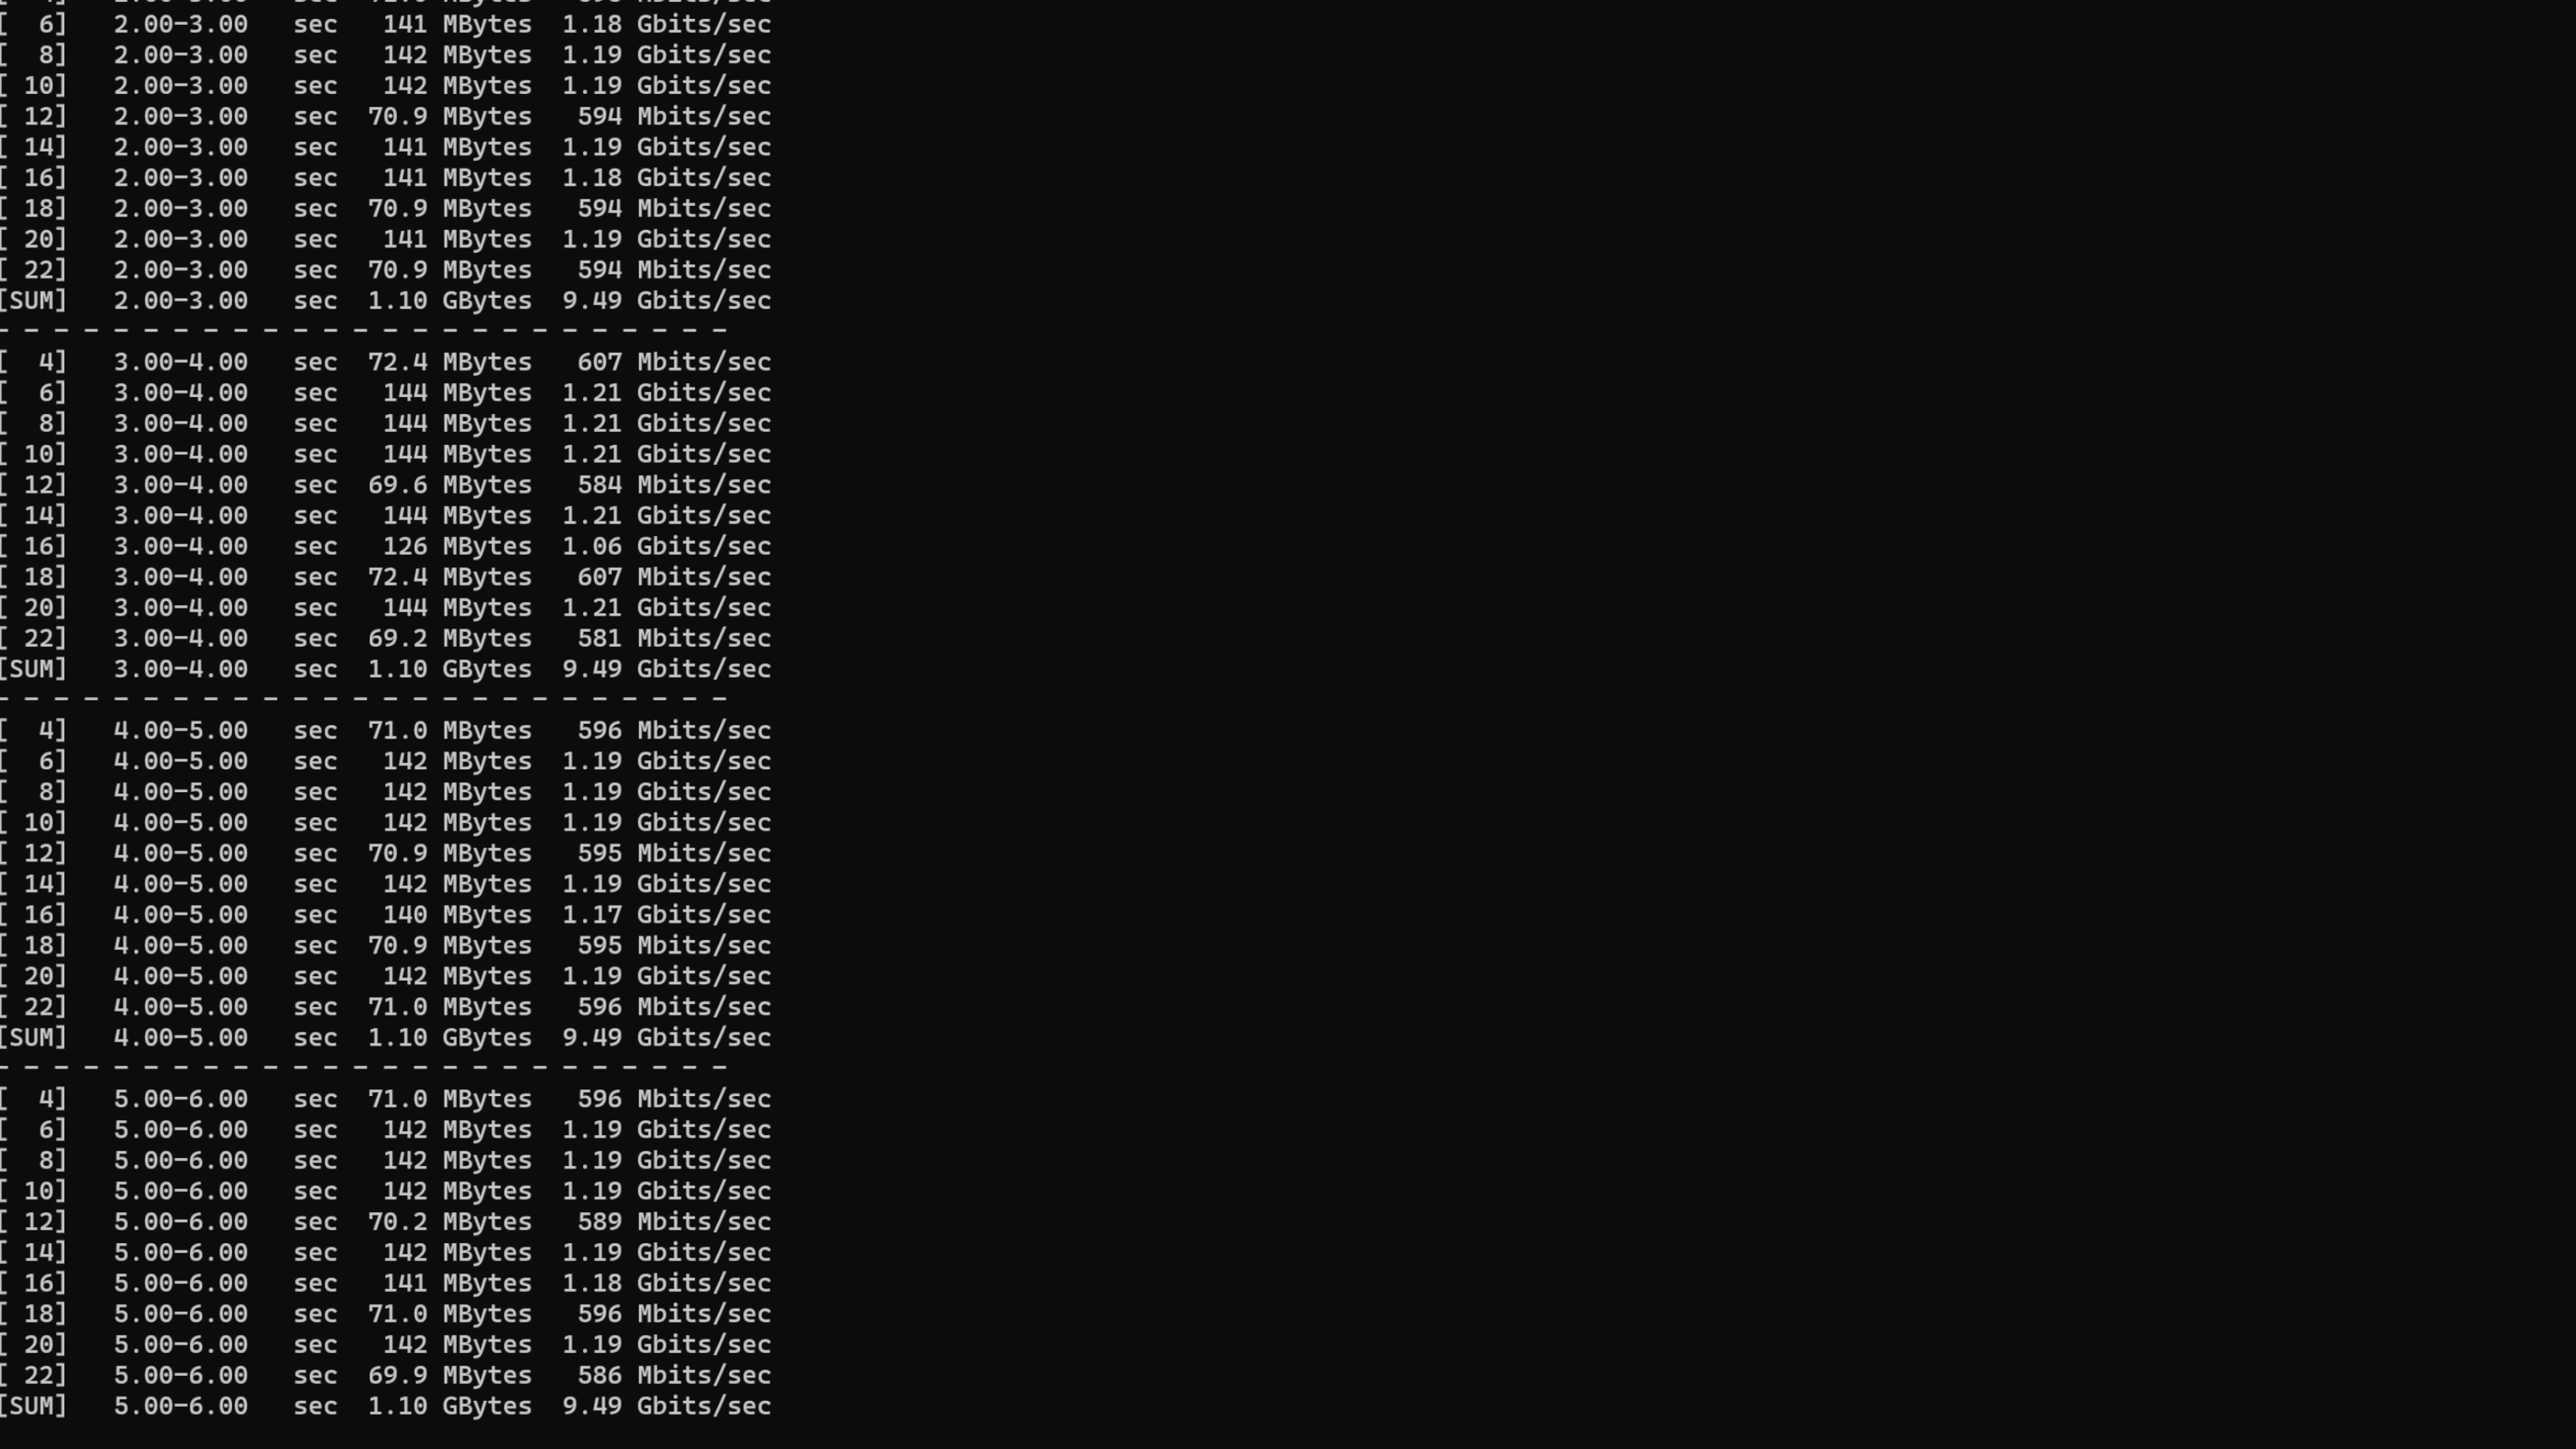 [  6]   2.00-3.00   sec   141 MBytes  1.18 Gbits/sec
[  8]   2.00-3.00   sec   142 MBytes  1.19 Gbits/sec
[ 10]   2.00-3.00   sec   142 MBytes  1.19 Gbits/sec
[ 12]   2.00-3.00   sec  70.9 MBytes   594 Mbits/sec
[ 14]   2.00-3.00   sec   141 MBytes  1.19 Gbits/sec
[ 16]   2.00-3.00   sec   141 MBytes  1.18 Gbits/sec
[ 18]   2.00-3.00   sec  70.9 MBytes   594 Mbits/sec
[ 20]   2.00-3.00   sec   141 MBytes  1.19 Gbits/sec
[ 22]   2.00-3.00   sec  70.9 MBytes   594 Mbits/sec
[SUM]   2.00-3.00   sec  1.10 GBytes  9.49 Gbits/sec
- - - - - - - - - - - - - - - - - - - - - - - - -
[  4]   3.00-4.00   sec  72.4 MBytes   607 Mbits/sec
[  6]   3.00-4.00   sec   144 MBytes  1.21 Gbits/sec
[  8]   3.00-4.00   sec   144 MBytes  1.21 Gbits/sec
[ 10]   3.00-4.00   sec   144 MBytes  1.21 Gbits/sec
[ 12]   3.00-4.00   sec  69.6 MBytes   584 Mbits/sec
[ 14]   3.00-4.00   sec   144 MBytes  1.21 Gbits/sec
[ 16]   3.00-4.00   sec   126 MBytes  1.06 Gbits/sec
[ 18]   3.00-4.00   sec  72.4 MBytes   607 Mbits/sec
[ 20]   3.00-4.00   sec   144 MBytes  1.21 Gbits/sec
[ 22]   3.00-4.00   sec  69.2 MBytes   581 Mbits/sec
[SUM]   3.00-4.00   sec  1.10 GBytes  9.49 Gbits/sec
- - - - - - - - - - - - - - - - - - - - - - - - -
[  4]   4.00-5.00   sec  71.0 MBytes   596 Mbits/sec
[  6]   4.00-5.00   sec   142 MBytes  1.19 Gbits/sec
[  8]   4.00-5.00   sec   142 MBytes  1.19 Gbits/sec
[ 10]   4.00-5.00   sec   142 MBytes  1.19 Gbits/sec
[ 12]   4.00-5.00   sec  70.9 MBytes   595 Mbits/sec
[ 14]   4.00-5.00   sec   142 MBytes  1.19 Gbits/sec
[ 16]   4.00-5.00   sec   140 MBytes  1.17 Gbits/sec
[ 18]   4.00-5.00   sec  70.9 MBytes   595 Mbits/sec
[ 20]   4.00-5.00   sec   142 MBytes  1.19 Gbits/sec
[ 22]   4.00-5.00   sec  71.0 MBytes   596 Mbits/sec
[SUM]   4.00-5.00   sec  1.10 GBytes  9.49 Gbits/sec
- - - - - - - - - - - - - - - - - - - - - - - - -
[  4]   5.00-6.00   sec  71.0 MBytes   596 Mbits/sec
[  6]   5.00-6.00   sec   142 MBytes  1.19 Gbits/sec
[  8]   5.00-6.00   sec   142 MBytes  1.19 Gbits/sec
[ 10]   5.00-6.00   sec   142 MBytes  1.19 Gbits/sec
[ 12]   5.00-6.00   sec  70.2 MBytes   589 Mbits/sec
[ 14]   5.00-6.00   sec   142 MBytes  1.19 Gbits/sec
[ 16]   5.00-6.00   sec   141 MBytes  1.18 Gbits/sec
[ 18]   5.00-6.00   sec  71.0 MBytes   596 Mbits/sec
[ 20]   5.00-6.00   sec   142 MBytes  1.19 Gbits/sec
[ 22]   5.00-6.00   sec  69.9 MBytes   586 Mbits/sec
[SUM]   5.00-6.00   sec  1.10 GBytes  9.49 Gbits/sec